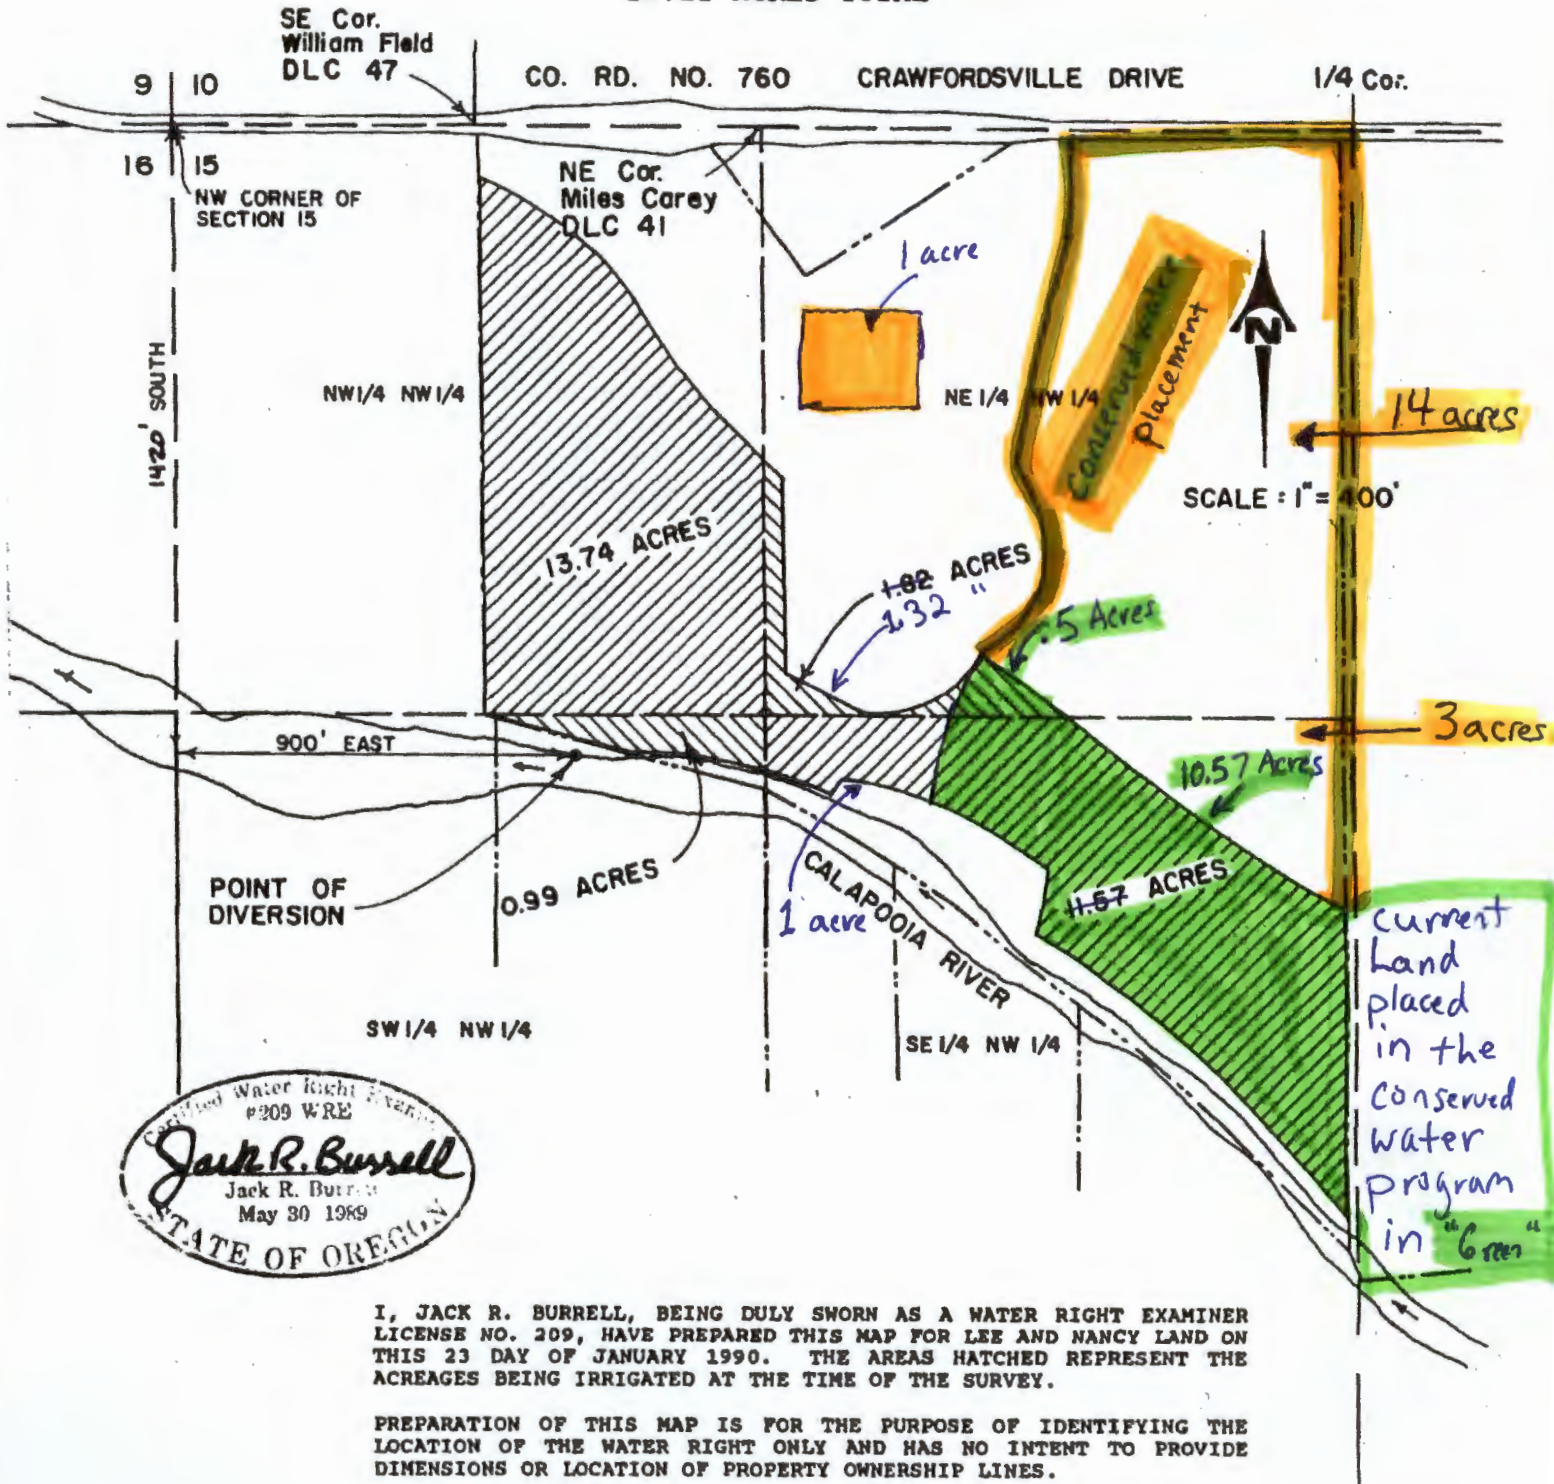 SE Cor.
William Field
DLC 47
9 10
CO. RD. NO. 760 CRAWFORDSVILLE DRIVE
1/4 Cor.
16 15
NW CORNER OF
SECTION 15
NE Cor.
Miles Carey
DLC 41
1 acre
1420' SOUTH
NW1/4 NW1/4
NE 1/4 NW 1/4
Conserved water
placement
N
14 acres
SCALE : 1" = 400'
13.74 ACRES
1.82 ACRES
1.32 "
.5 Acres
900' EAST
3 acres
10.57 Acres
POINT OF
DIVERSION
0.99 ACRES
1 acre
CALAPOOIA RIVER
11.57 ACRES
current
Land
placed
in the
conserved
water
program
in "Green"
SW 1/4 NW 1/4
SE 1/4 NW 1/4
Certified Water Right
#209 WRE
Jack R. Burrell
Jack R.
May 30 1989
STATE OF OREGON
I, JACK R. BURRELL, BEING DULY SWORN AS A WATER RIGHT EXAMINER
LICENSE NO. 209, HAVE PREPARED THIS MAP FOR LEE AND NANCY LAND ON
THIS 23 DAY OF JANUARY 1990. THE AREAS HATCHED REPRESENT THE
ACREAGES BEING IRRIGATED AT THE TIME OF THE SURVEY.
PREPARATION OF THIS MAP IS FOR THE PURPOSE OF IDENTIFYING THE
LOCATION OF THE WATER RIGHT ONLY AND HAS NO INTENT TO PROVIDE
DIMENSIONS OR LOCATION OF PROPERTY OWNERSHIP LINES.